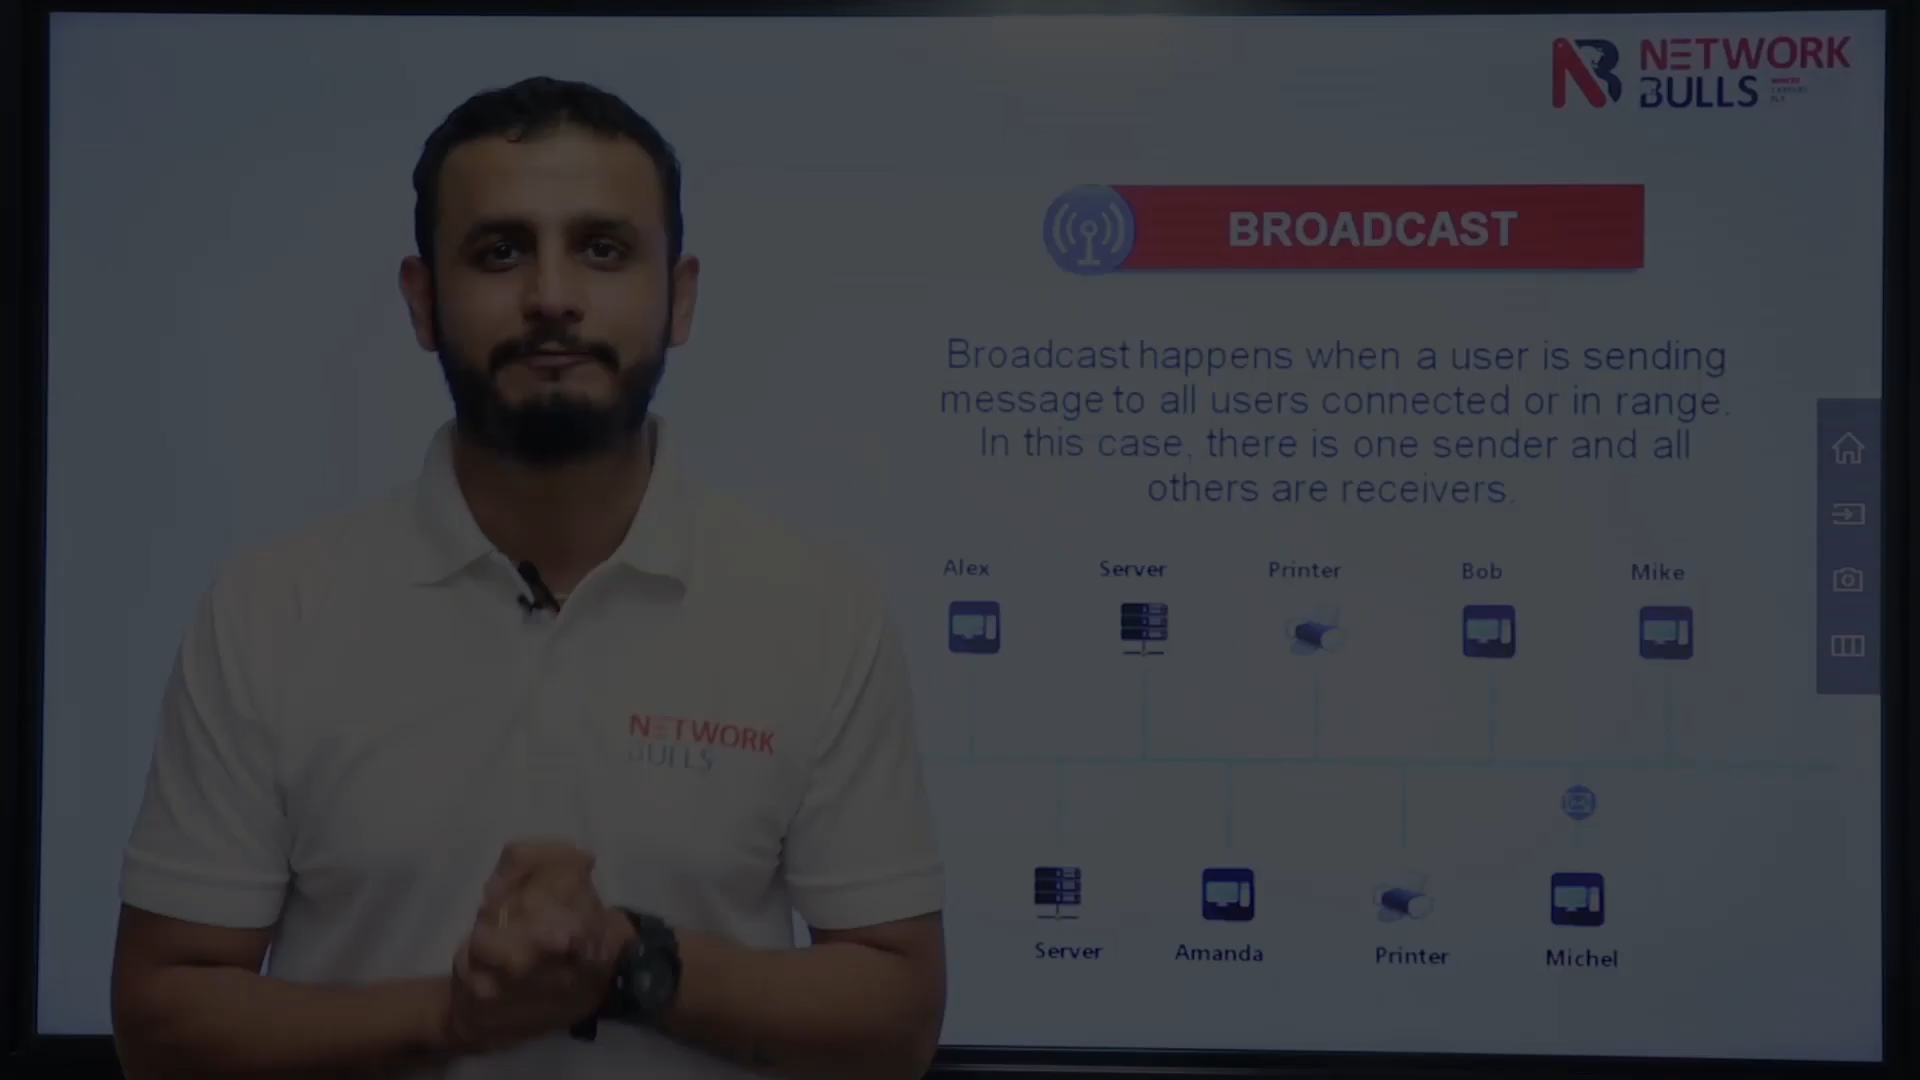 NETWORK
BULLS
BROADCAST
Broadcast happens when a user is sending
message to all users connected or in range.
In this case, there is one sender and all
others are receivers.
Alex Server Printer Bob Mike
NETWORK
BULLS
Server Amanda Printer Michel